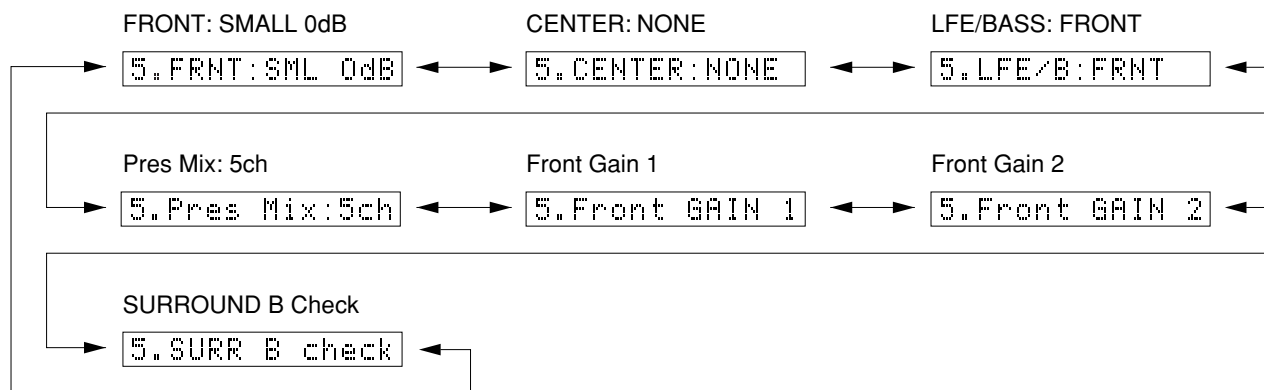 FRONT: SMALL 0dB
CENTER: NONE
LFE/BASS: FRONT
5.FRNT:SML 0dB
5.CENTER:NONE
5.LFE/B:FRNT
Pres Mix: 5ch
Front Gain 1
Front Gain 2
5.Pres Mix:5ch
5.Front GAIN 1
5.Front GAIN 2
SURROUND B Check
5.SURR B check